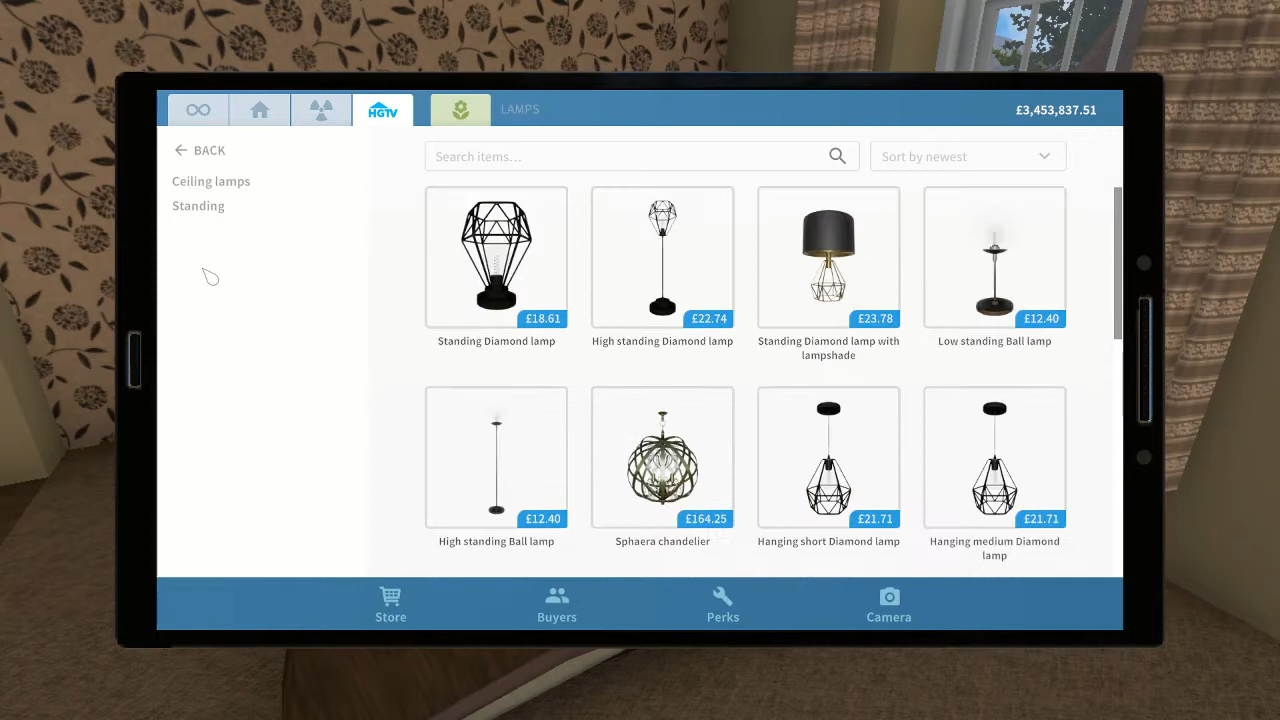 HGTV
LAMPS
£3,453,837.51
BACK
Search items...
Sort by newest
Ceiling lamps
Standing
£18.61
£22.74
£23.78
£12.40
Standing Diamond lamp
High standing Diamond lamp
Standing Diamond lamp with
lampshade
Low standing Ball lamp
£12.40
£164.25
£21.71
£21.71
High standing Ball lamp
Sphaera chandelier
Hanging short Diamond lamp
Hanging medium Diamond
lamp
Store
Buyers
Perks
Camera